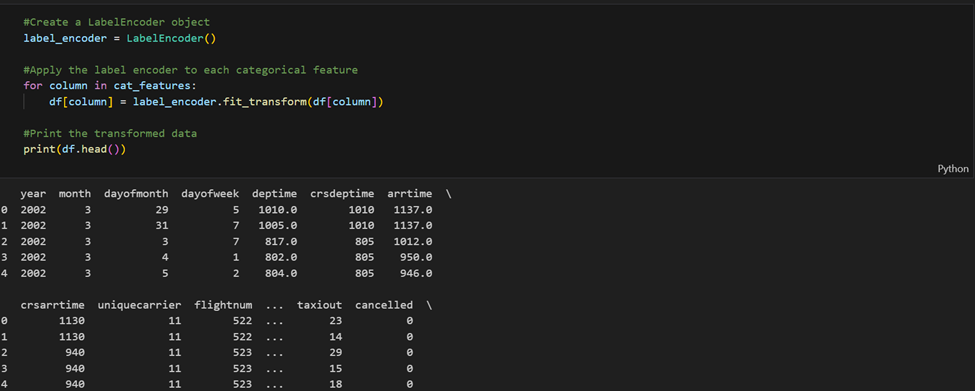 #Create a LabelEncoder object
label_encoder = LabelEncoder()
#Apply the label encoder to each categorical feature
for column in cat_features:
    df[column] = label_encoder.fit_transform(df[column])
#Print the transformed data
print(df.head())
Python
   year  month  dayofmonth  dayofweek  deptime  crsdeptime  arrtime  \
0  2002      3          29          5   1010.0        1010   1137.0
1  2002      3          31          7   1005.0        1010   1137.0
2  2002      3           3          7    817.0         805   1012.0
3  2002      3           4          1    802.0         805    950.0
4  2002      3           5          2    804.0         805    946.0
   crsarrtime  uniquecarrier  flightnum  ...  taxiout  cancelled  \
0        1130             11        522  ...       23          0
1        1130             11        522  ...       14          0
2         940             11        523  ...       29          0
3         940             11        523  ...       15          0
4         940             11        523  ...       18          0